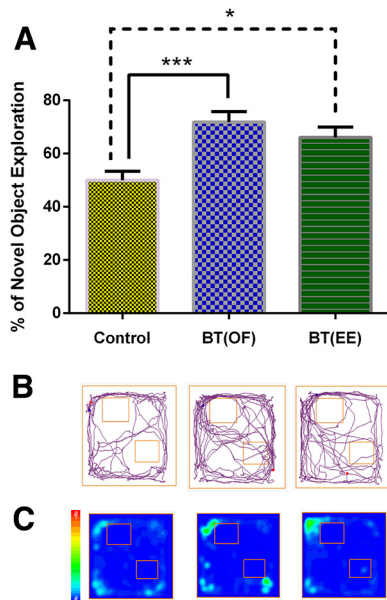 A
*
***
% of Novel Object Exploration
80
60
40
20
0
Control
BT(OF)
BT(EE)
B
C